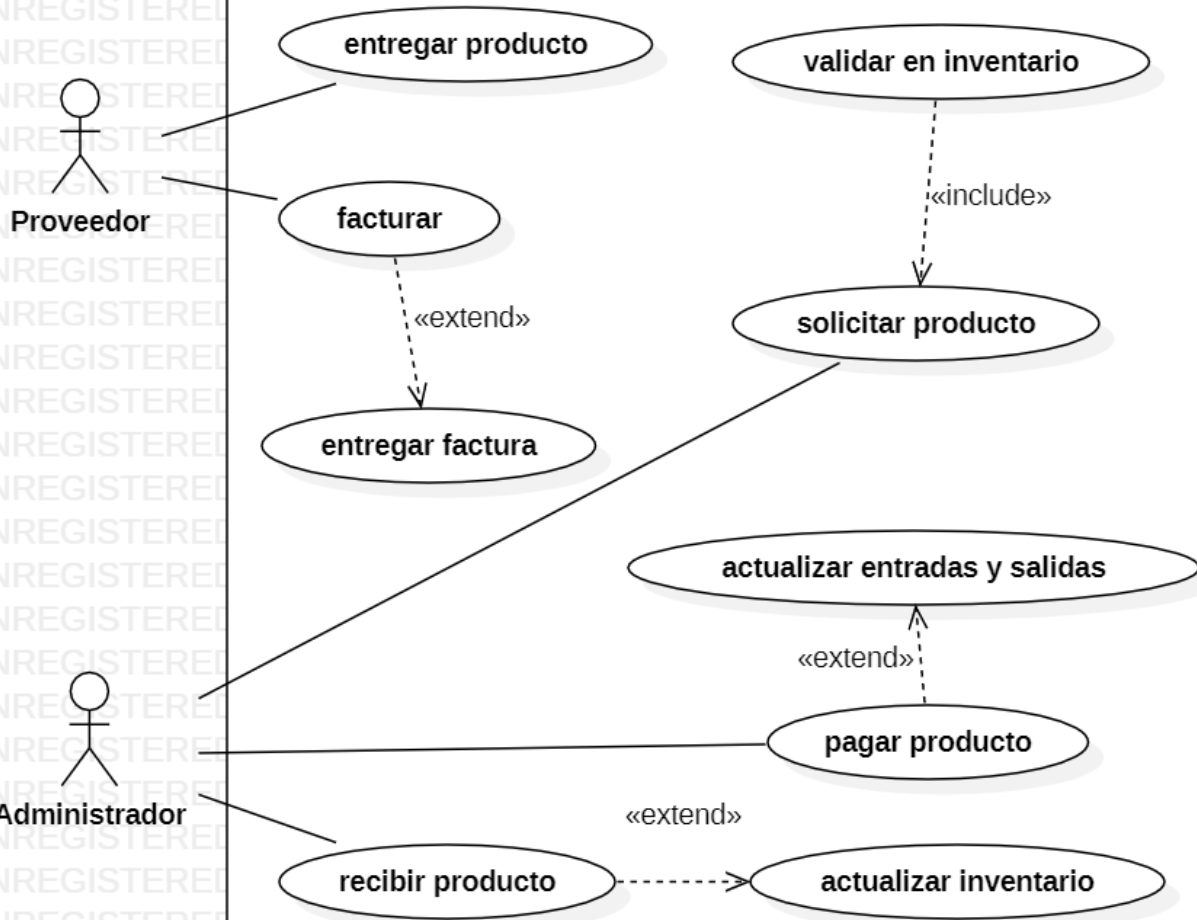 entregar producto
validar en inventario
Proveedor
facturar
«include»
«extend»
solicitar producto
entregar factura
actualizar entradas y salidas
«extend»
pagar producto
Administrador
«extend»
recibir producto
actualizar inventario